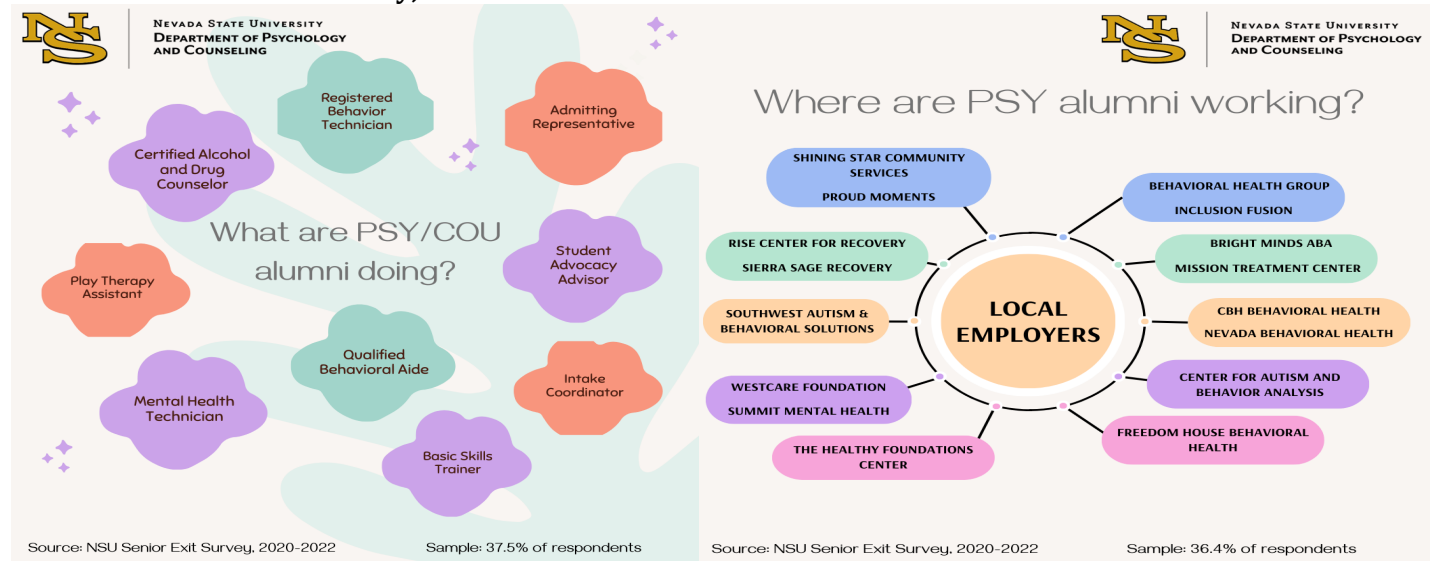 NS
NEVADA STATE UNIVERSITY
DEPARTMENT OF PSYCHOLOGY
AND COUNSELING
Registered
Behavior
Technician
Admitting
Representative
Certified Alcohol
and Drug
Counselor
What are PSY/COU
alumni doing?
Student
Advocacy
Advisor
Play Therapy
Assistant
Qualified
Behavioral Aide
Intake
Coordinator
Mental Health
Technician
Basic Skills
Trainer
Source: NSU Senior Exit Survey, 2020-2022
Sample: 37.5% of respondents
NS
NEVADA STATE UNIVERSITY
DEPARTMENT OF PSYCHOLOGY
AND COUNSELING
Where are PSY alumni working?
SHINING STAR COMMUNITY
SERVICES
PROUD MOMENTS
BEHAVIORAL HEALTH GROUP
INCLUSION FUSION
RISE CENTER FOR RECOVERY
SIERRA SAGE RECOVERY
BRIGHT MINDS ABA
MISSION TREATMENT CENTER
SOUTHWEST AUTISM &
BEHAVIORAL SOLUTIONS
LOCAL
EMPLOYERS
CBH BEHAVIORAL HEALTH
NEVADA BEHAVIORAL HEALTH
WESTCARE FOUNDATION
SUMMIT MENTAL HEALTH
CENTER FOR AUTISM AND
BEHAVIOR ANALYSIS
THE HEALTHY FOUNDATIONS
CENTER
FREEDOM HOUSE BEHAVIORAL
HEALTH
Source: NSU Senior Exit Survey, 2020-2022
Sample: 36.4% of respondents